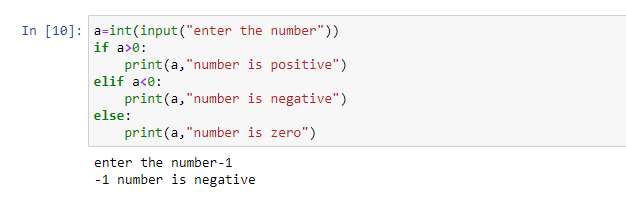 In [10]: a=int(input("enter the number"))
if a>0:
    print(a,"number is positive")
elif a<0:
    print(a,"number is negative")
else:
    print(a,"number is zero")
enter the number-1
-1 number is negative